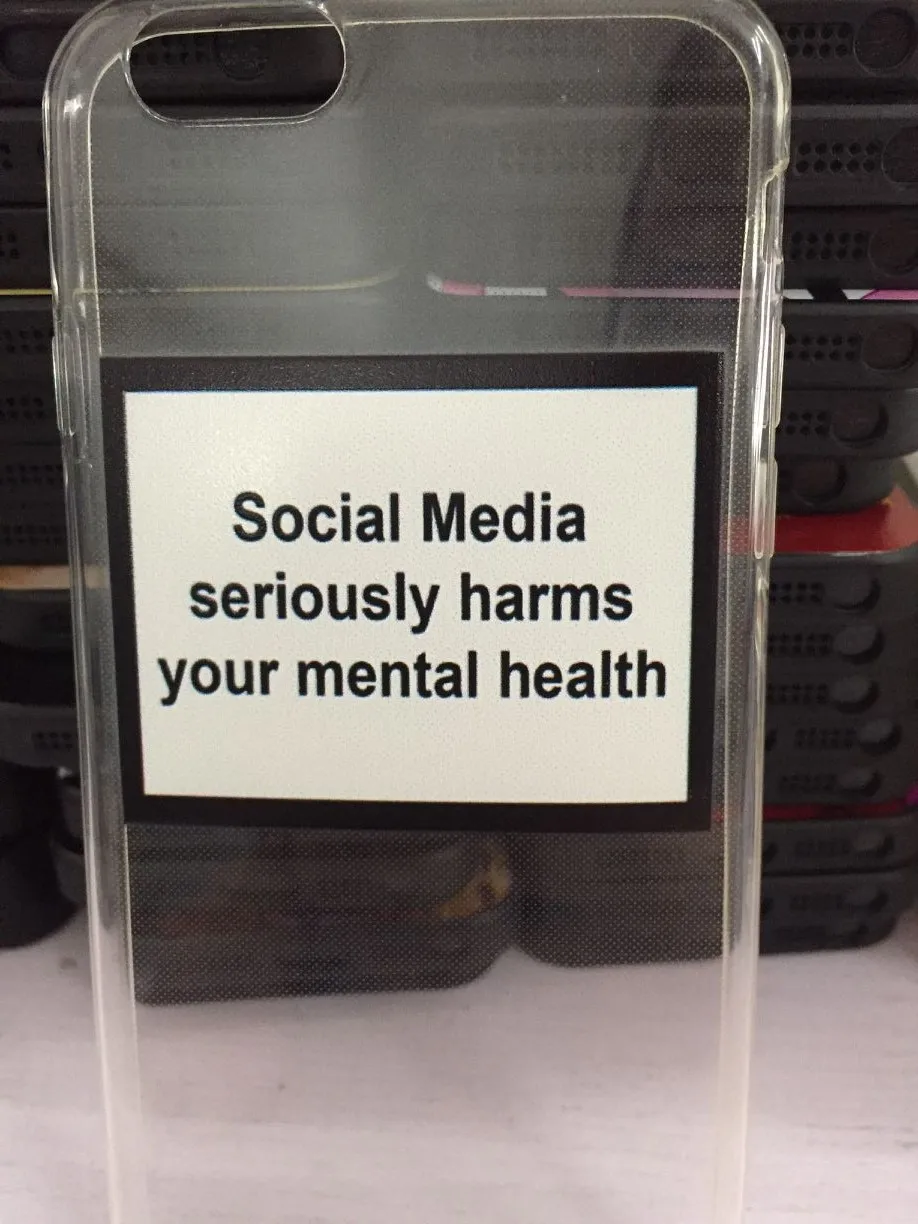 Social Media
seriously harms
your mental health